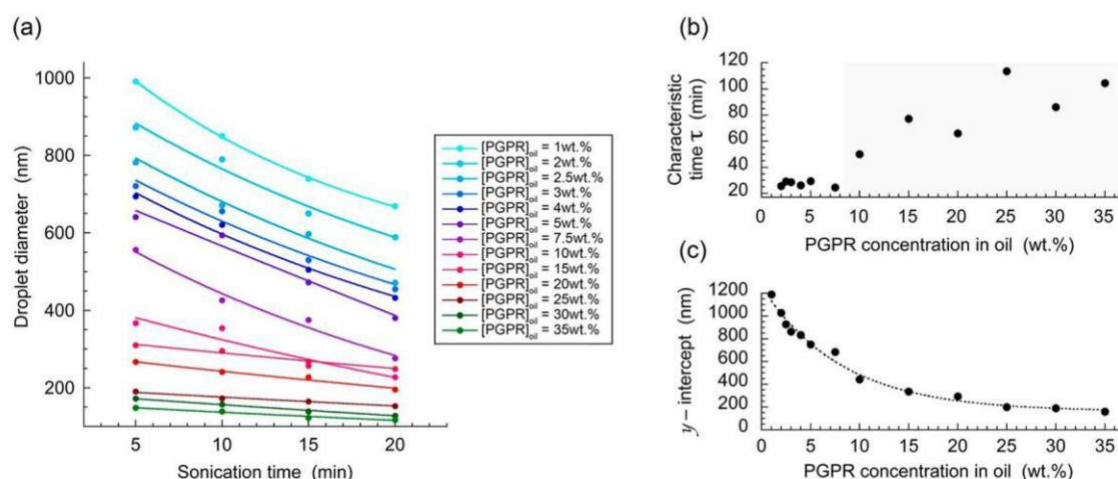 (a)
1000
800
600
400
200
Droplet diameter (nm)
5
10
15
20
Sonication time (min)
[PGPR]oil = 1wt.%
[PGPR]oil = 2wt.%
[PGPR]oil = 2.5wt.%
[PGPR]oil = 3wt.%
[PGPR]oil = 4wt.%
[PGPR]oil = 5wt.%
[PGPR]oil = 7.5wt.%
[PGPR]oil = 10wt.%
[PGPR]oil = 15wt.%
[PGPR]oil = 20wt.%
[PGPR]oil = 25wt.%
[PGPR]oil = 30wt.%
[PGPR]oil = 35wt.%
(b)
120
100
80
60
40
20
Characteristic
time τ (min)
0 1 5 10 15 20 25 30 35
PGPR concentration in oil (wt.%)
(c)
1200
1000
800
600
400
200
0
y – intercept (nm)
0 1 5 10 15 20 25 30 35
PGPR concentration in oil (wt.%)